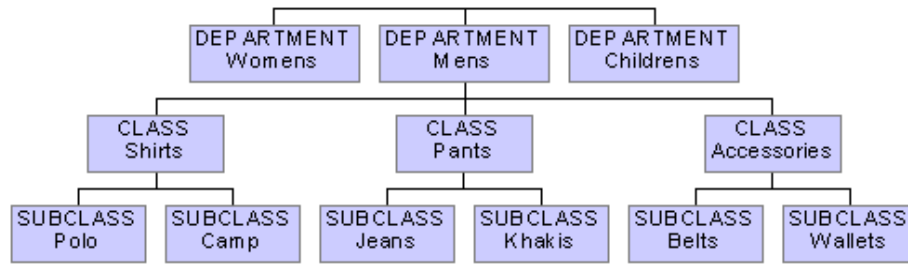 DEPARTMENT
Womens
DEPARTMENT
Mens
DEPARTMENT
Childrens
CLASS
Shirts
CLASS
Pants
CLASS
Accessories
SUBCLASS
Polo
SUBCLASS
Camp
SUBCLASS
Jeans
SUBCLASS
Khakis
SUBCLASS
Belts
SUBCLASS
Wallets